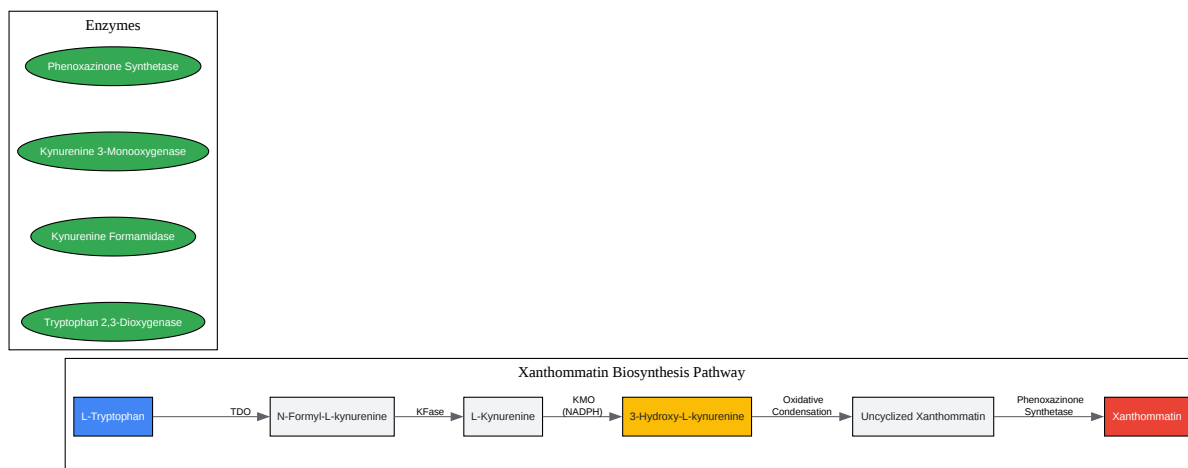 Enzymes
Phenoxazinone Synthetase
Kynurenine 3-Monooxygenase
Kynurenine Formamidase
Tryptophan 2,3-Dioxygenase
Xanthommatin Biosynthesis Pathway
L-Tryptophan
TDO
N-Formyl-L-kynurenine
KFase
L-Kynurenine
KMO
(NADPH)
3-Hydroxy-L-kynurenine
Oxidative
Condensation
Uncyclized Xanthommatin
Phenoxazinone
Synthetase
Xanthommatin